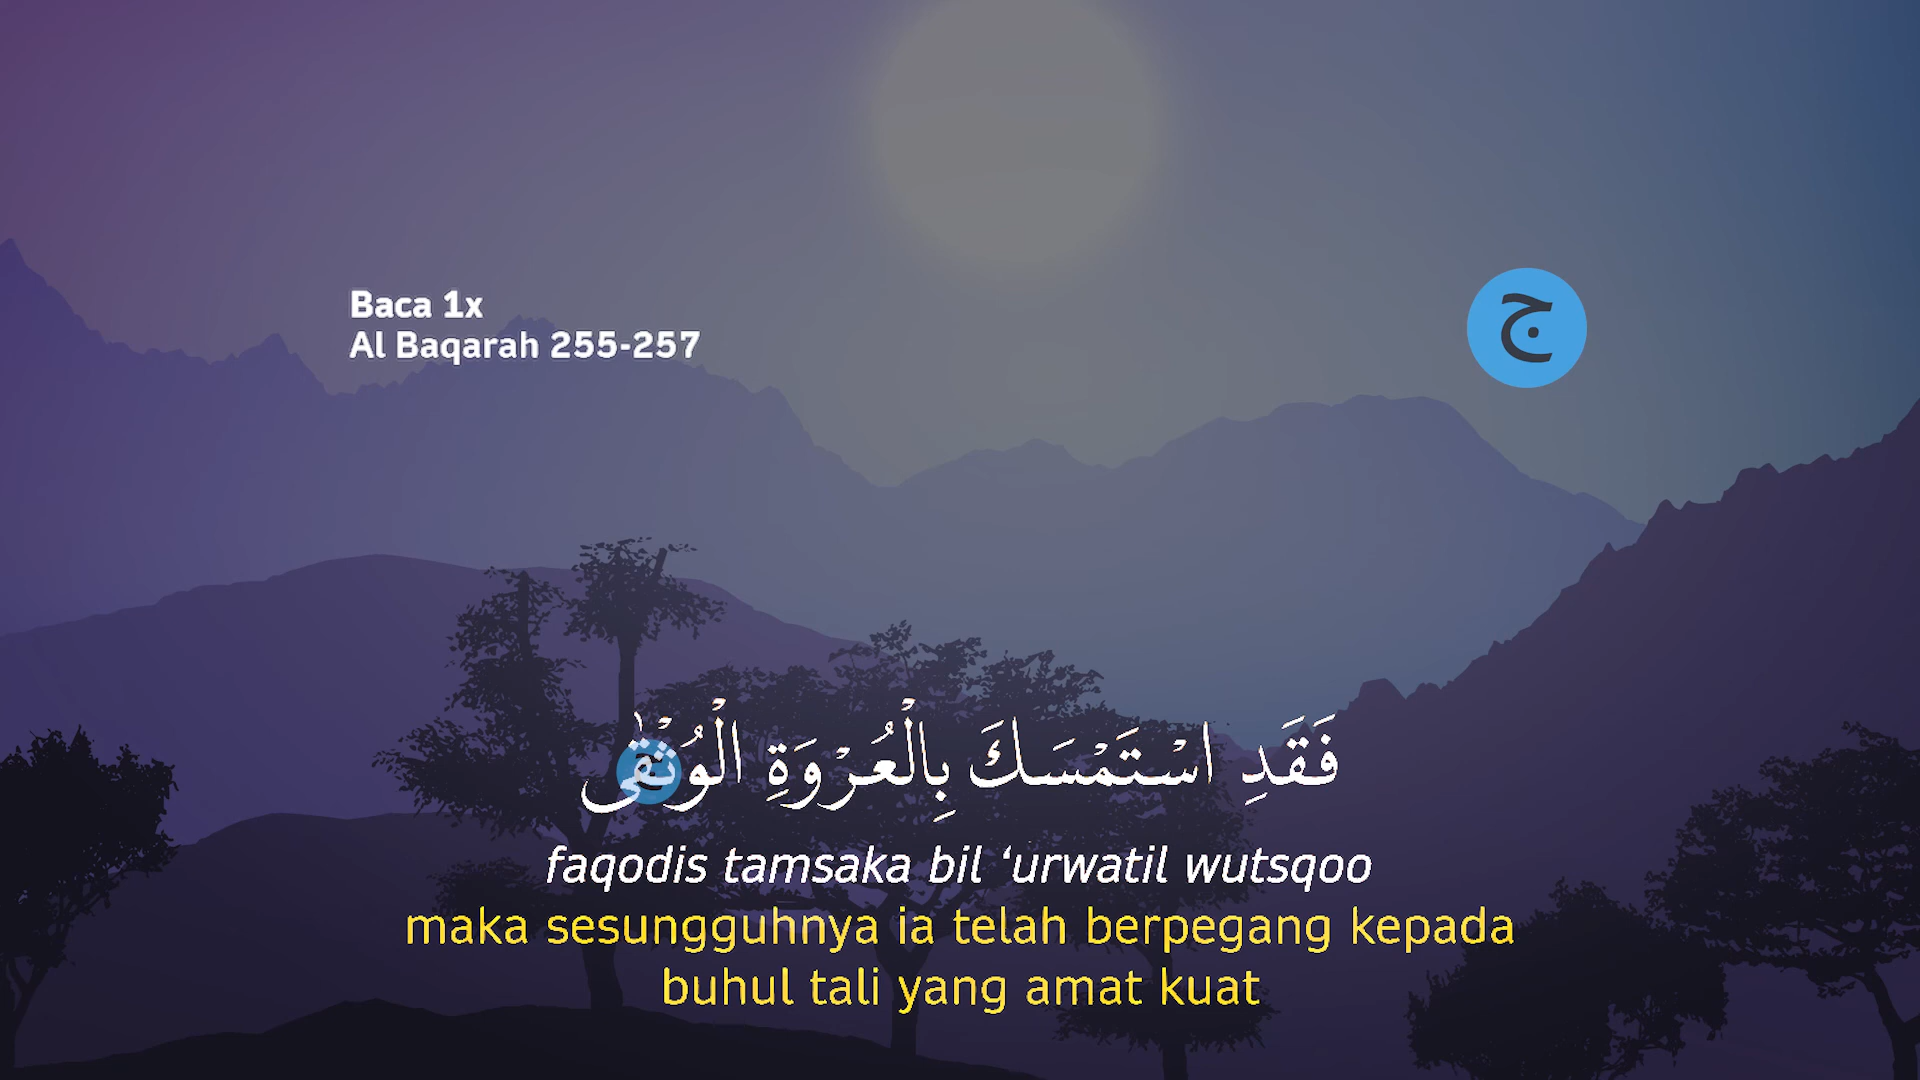 Baca 1x
Al Baqarah 255-257
ج
فَقَدِ اسْتَمْسَكَ بِالْعُرْوَةِ الْوُثْقٰى
faqodis tamsaka bil ‘urwatil wutsqoo
maka sesungguhnya ia telah berpegang kepada
buhul tali yang amat kuat